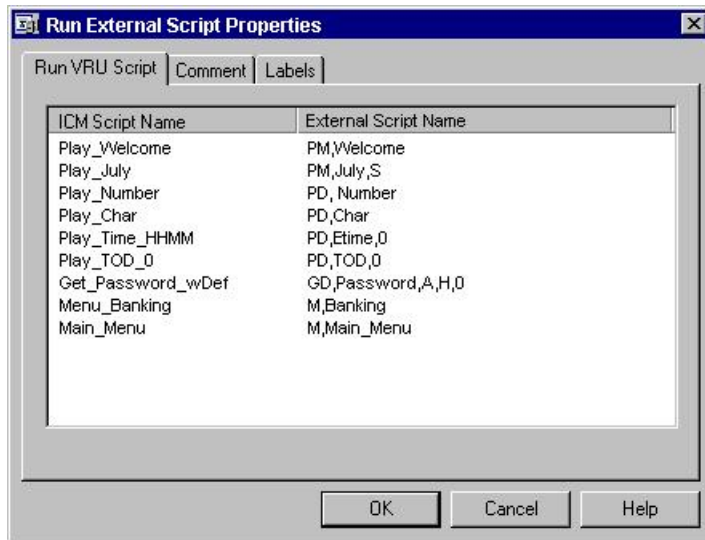 Run External Script Properties
Run VRU Script Comment Labels
ICM Script Name External Script Name
Play_Welcome PM,Welcome
Play_July PM,July,S
Play_Number PD, Number
Play_Char PD,Char
Play_Time_HHMM PD,Etime,0
Play_TOD_0 PD,TOD,0
Get_Password_wDef GD,Password,A,H,0
Menu_Banking M,Banking
Main_Menu M,Main_Menu
OK Cancel Help